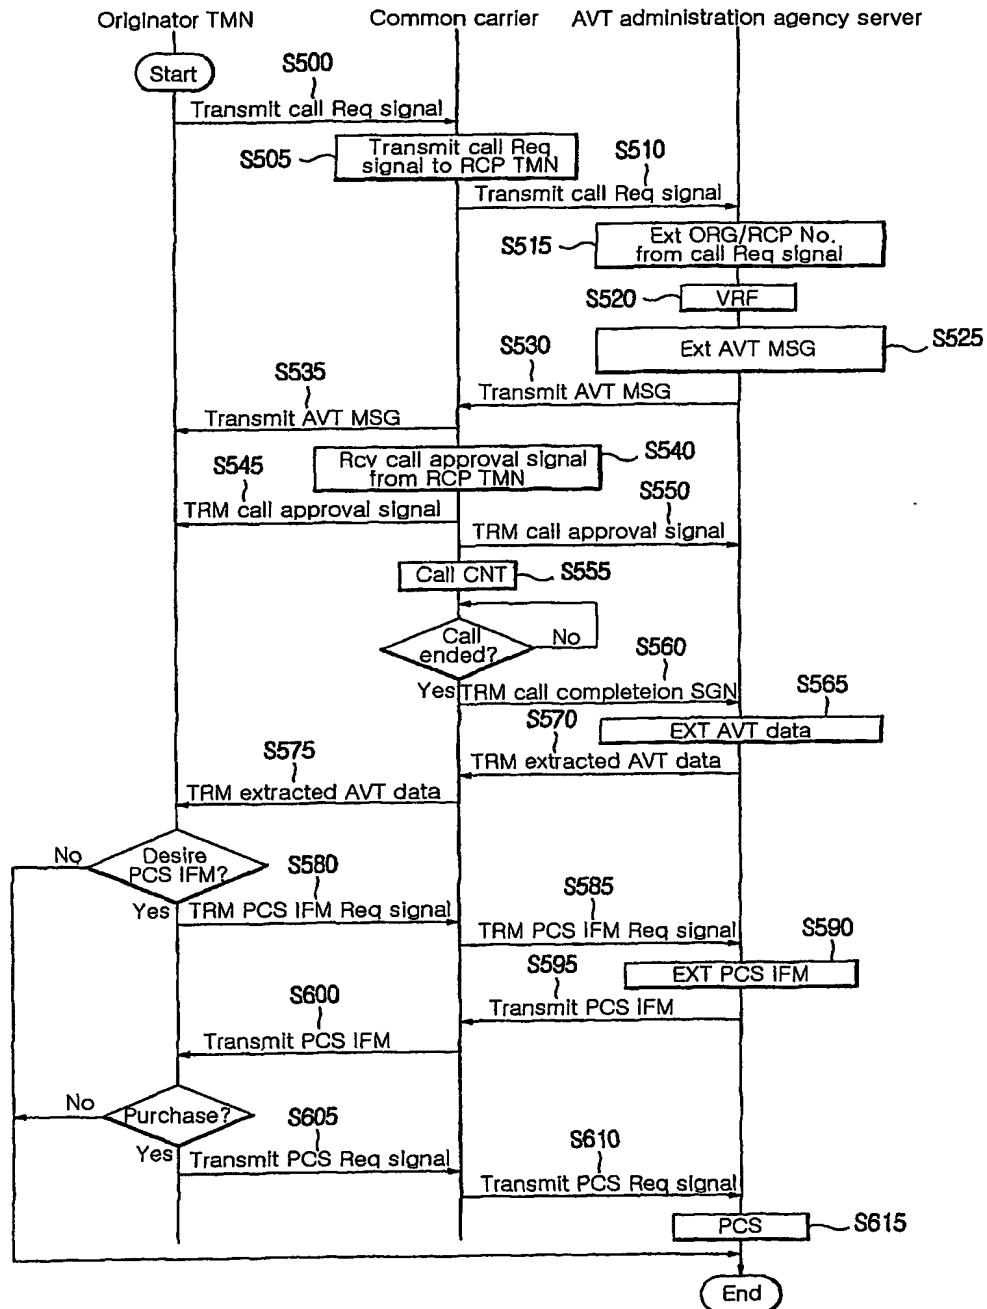 Originator TMN
Common carrier
AVT administration agency server
Start
S500
Transmit call Req signal
S505
Transmit call Req
signal to RCP TMN
S510
Transmit call Req signal
S515
Ext ORG/RCP No.
from call Req signal
S520
VRF
S525
Ext AVT MSG
S530
Transmit AVT MSG
S535
Transmit AVT MSG
S540
Rcv call approval signal
from RCP TMN
S545
TRM call approval signal
S550
TRM call approval signal
Call CNT
S555
Call
ended?
No
Yes
S560
TRM call completeion SGN
S565
EXT AVT data
S570
TRM extracted AVT data
S575
TRM extracted AVT data
No
Desire
PCS IFM?
Yes
S580
TRM PCS IFM Req signal
S585
TRM PCS IFM Req signal
S590
EXT PCS IFM
S595
Transmit PCS IFM
S600
Transmit PCS IFM
No
Purchase?
Yes
S605
Transmit PCS Req signal
S610
Transmit PCS Req signal
PCS
S615
End